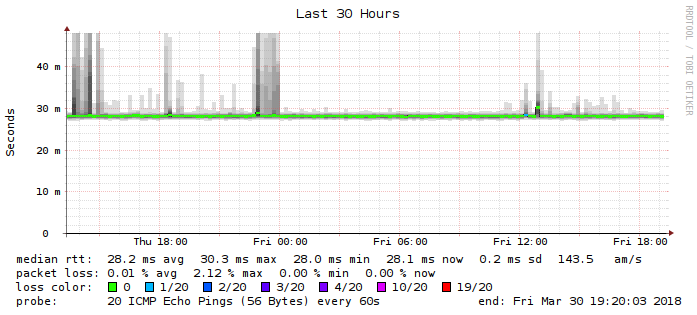 Last 30 Hours
RRDTOOL / TOBI OETIKER
Seconds
40 m
30 m
20 m
10 m
0
Thu 18:00 Fri 00:00 Fri 06:00 Fri 12:00 Fri 18:00
median rtt: 28.2 ms avg 30.3 ms max 28.0 ms min 28.1 ms now 0.2 ms sd 143.5 am/s
packet loss: 0.01 % avg 2.12 % max 0.00 % min 0.00 % now
loss color: 0 1/20 2/20 3/20 4/20 10/20 19/20
probe: 20 ICMP Echo Pings (56 Bytes) every 60s end: Fri Mar 30 19:20:03 2018